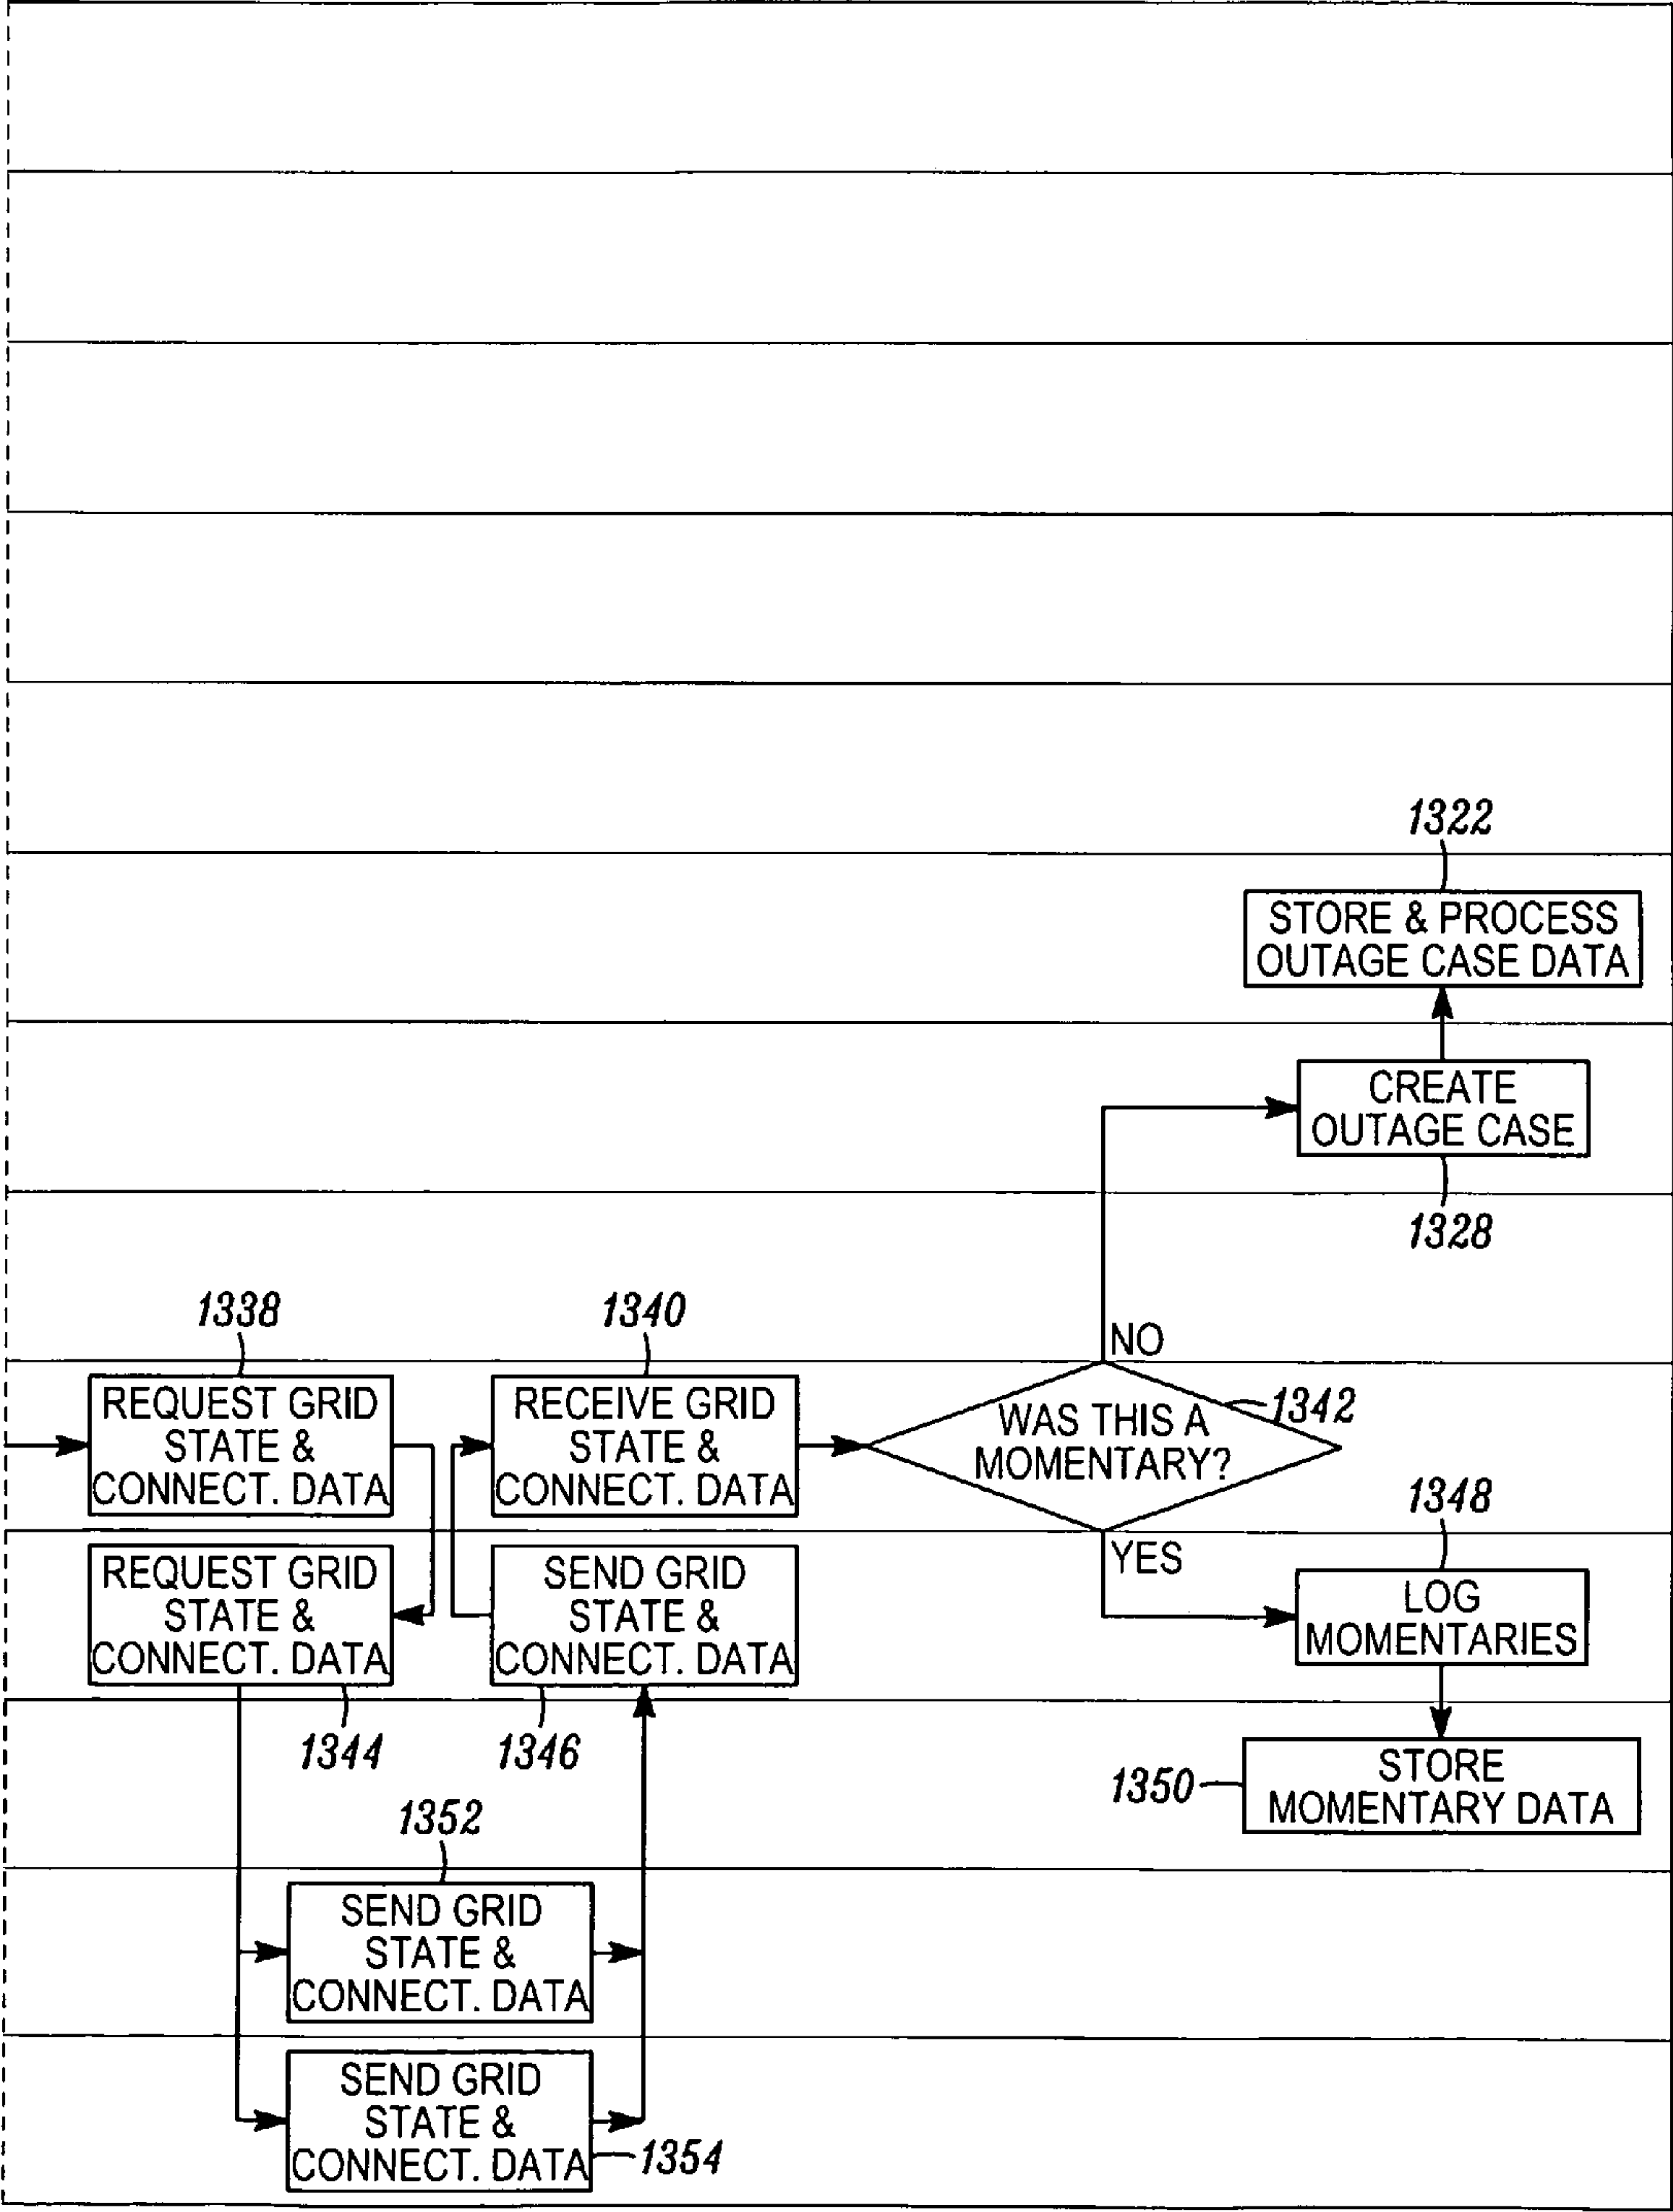 1322
STORE & PROCESS
OUTAGE CASE DATA
CREATE
OUTAGE CASE
1328
1338
1340
NO
REQUEST GRID
STATE &
CONNECT. DATA
RECEIVE GRID
STATE &
CONNECT. DATA
WAS THIS A
MOMENTARY?
1342
1348
YES
REQUEST GRID
STATE &
CONNECT. DATA
SEND GRID
STATE &
CONNECT. DATA
LOG
MOMENTARIES
1344
1346
1350
STORE
MOMENTARY DATA
1352
SEND GRID
STATE &
CONNECT. DATA
SEND GRID
STATE &
CONNECT. DATA
1354